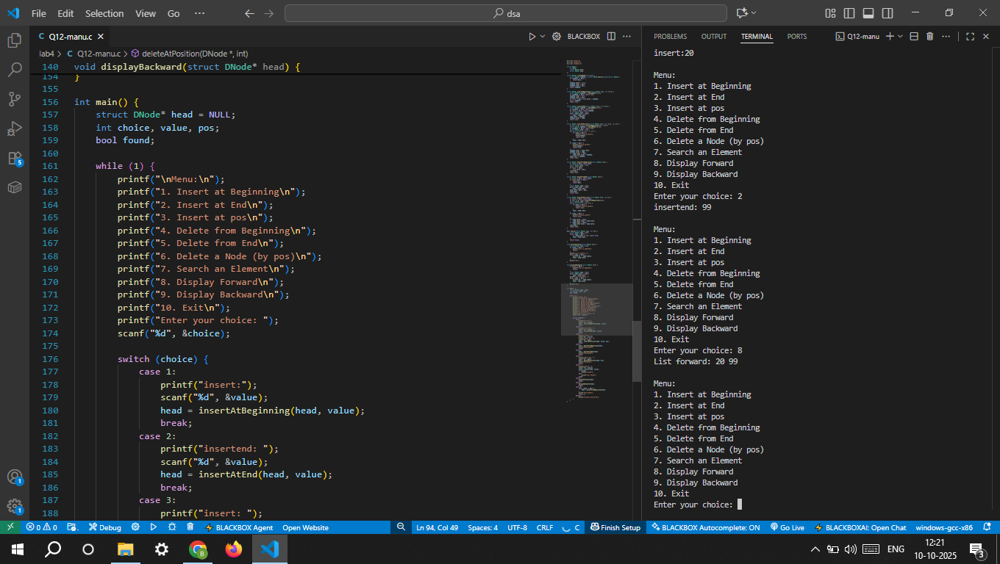 File Edit Selection View Go ··· dsa
Q12-manu.c
BLACKBOX
lab4 > C Q12-manu.c > deleteAtPosition(DNode *, int)
140 void displayBackward(struct DNode* head) {
154 }
155
156 int main() {
157 struct DNode* head = NULL;
158 int choice, value, pos;
159 bool found;
160
161 while (1) {
162 printf("\nMenu:\n");
163 printf("1. Insert at Beginning\n");
164 printf("2. Insert at End\n");
165 printf("3. Insert at pos\n");
166 printf("4. Delete from Beginning\n");
167 printf("5. Delete from End\n");
168 printf("6. Delete a Node (by pos)\n");
169 printf("7. Search an Element\n");
170 printf("8. Display Forward\n");
171 printf("9. Display Backward\n");
172 printf("10. Exit\n");
173 printf("Enter your choice: ");
174 scanf("%d", &choice);
175
176 switch (choice) {
177 case 1:
178 printf("insert:");
179 scanf("%d", &value);
180 head = insertAtBeginning(head, value);
181 break;
182 case 2:
183 printf("insertend: ");
184 scanf("%d", &value);
185 head = insertAtEnd(head, value);
186 break;
187 case 3:
188 printf("insert: ");
PROBLEMS OUTPUT TERMINAL PORTS Q12-manu
insert:20

Menu:
1. Insert at Beginning
2. Insert at End
3. Insert at pos
4. Delete from Beginning
5. Delete from End
6. Delete a Node (by pos)
7. Search an Element
8. Display Forward
9. Display Backward
10. Exit
Enter your choice: 2
insertend: 99

Menu:
1. Insert at Beginning
2. Insert at End
3. Insert at pos
4. Delete from Beginning
5. Delete from End
6. Delete a Node (by pos)
7. Search an Element
8. Display Forward
9. Display Backward
10. Exit
Enter your choice: 8
List forward: 20 99

Menu:
1. Insert at Beginning
2. Insert at End
3. Insert at pos
4. Delete from Beginning
5. Delete from End
6. Delete a Node (by pos)
7. Search an Element
8. Display Forward
9. Display Backward
10. Exit
Enter your choice:
5
1
1
0 0 Debug BLACKBOX Agent Open Website Ln 94, Col 49 Spaces: 4 UTF-8 CRLF C Finish Setup BLACKBOX Autocomplete: ON Go Live BLACKBOXAI: Open Chat windows-gcc-x86
ENG 12:21
10-10-2025
3